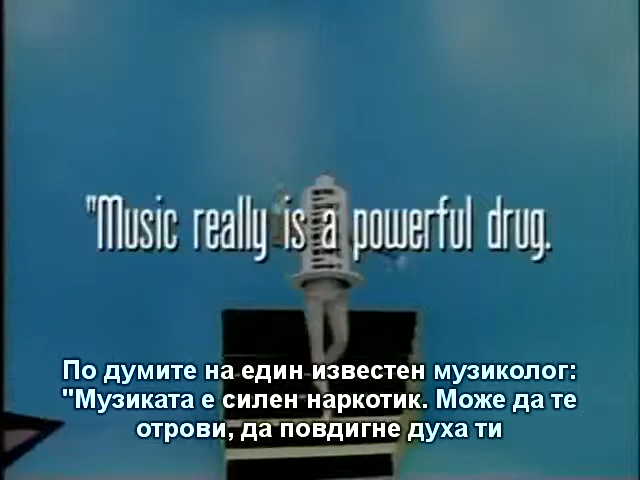 "Music really is a powerful drug.
По думите на един известен музиколог:
"Музиката е силен наркотик. Може да те
отрови, да повдигне духа ти